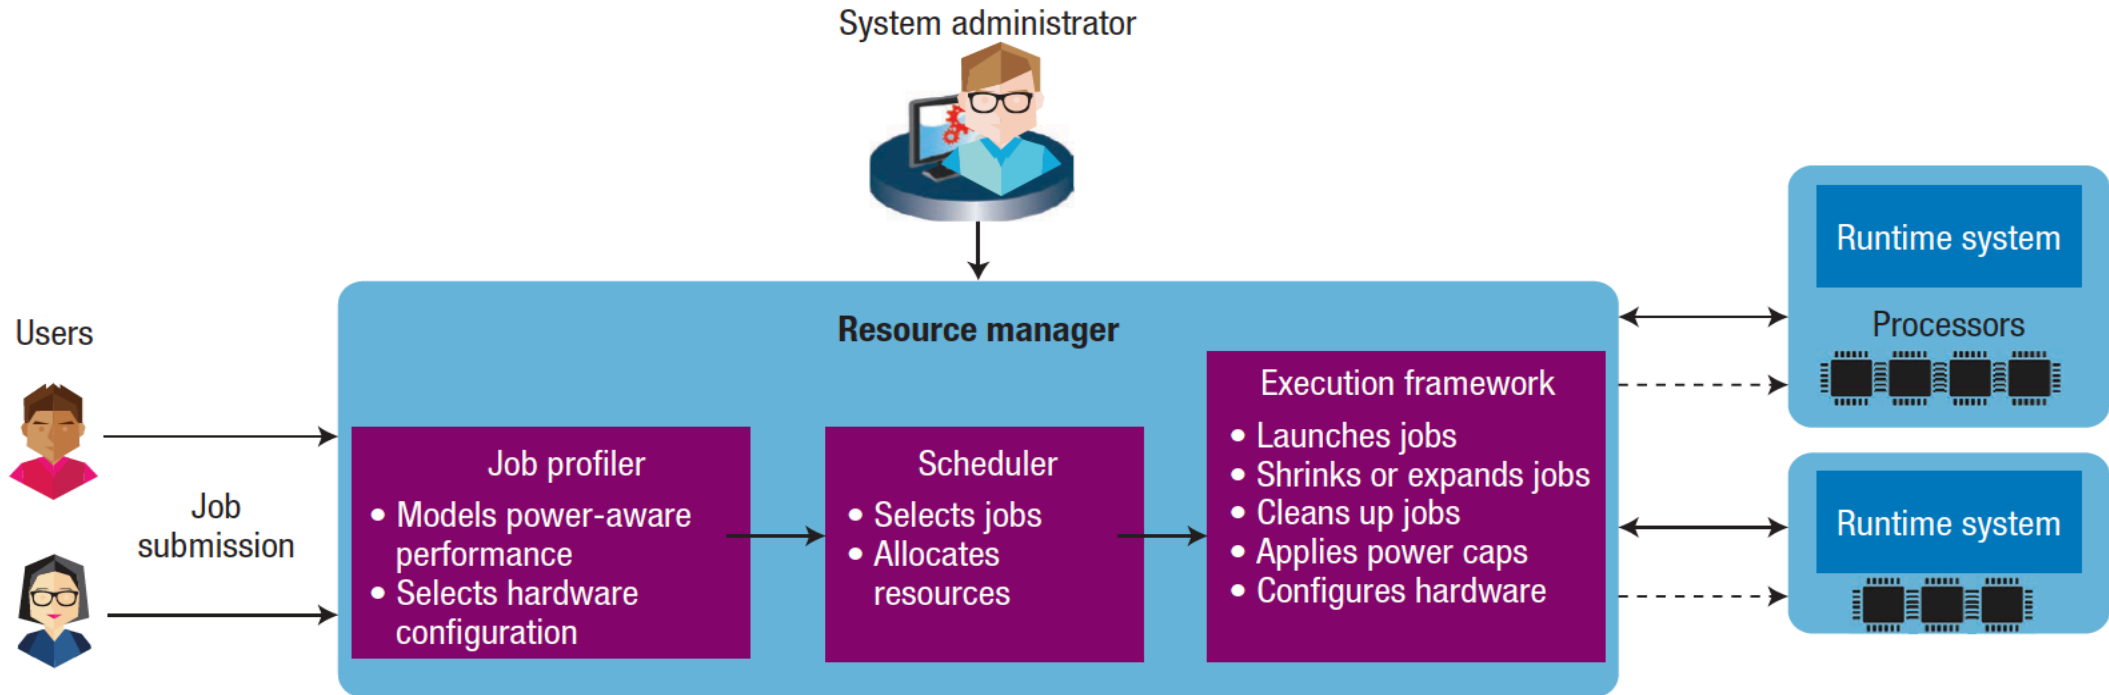 System administrator
Users
Job
submission
Resource manager
Job profiler
• Models power-aware
performance
• Selects hardware
configuration
Scheduler
• Selects jobs
• Allocates
resources
Execution framework
• Launches jobs
• Shrinks or expands jobs
• Cleans up jobs
• Applies power caps
• Configures hardware
Runtime system
Processors
Runtime system